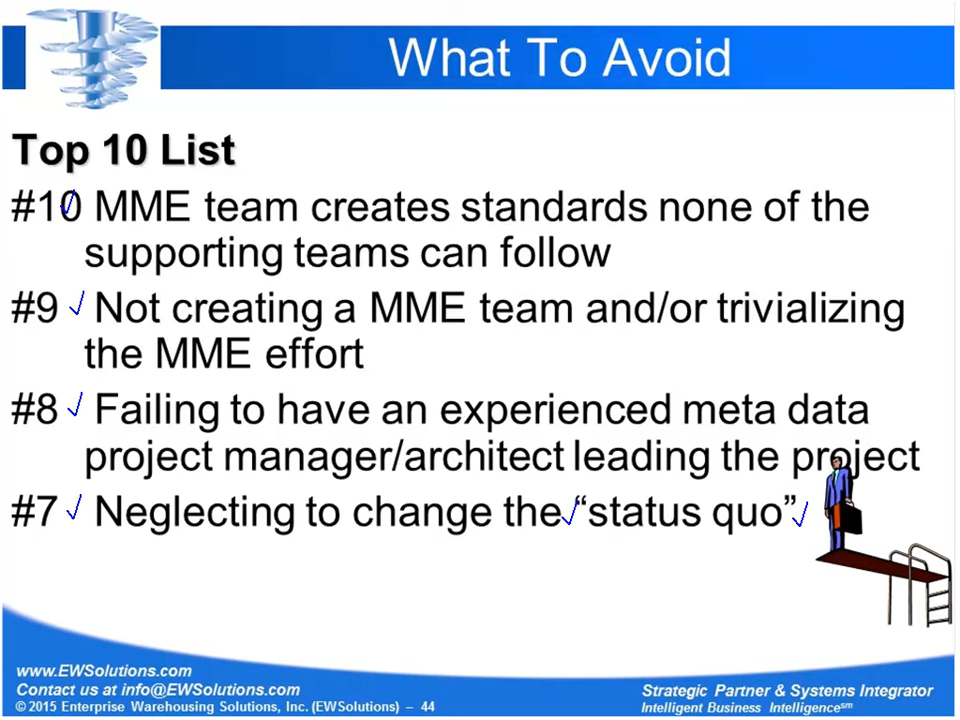 What To Avoid
Top 10 List
#10 MME team creates standards none of the
supporting teams can follow
#9 Not creating a MME team and/or trivializing
the MME effort
#8 Failing to have an experienced meta data
project manager/architect leading the project
#7 Neglecting to change the “status quo”
www.EWSolutions.com
Contact us at info@EWSolutions.com
© 2015 Enterprise Warehousing Solutions, Inc. (EWSolutions) – 44
Strategic Partner & Systems Integrator
Intelligent Business Intelligence℠